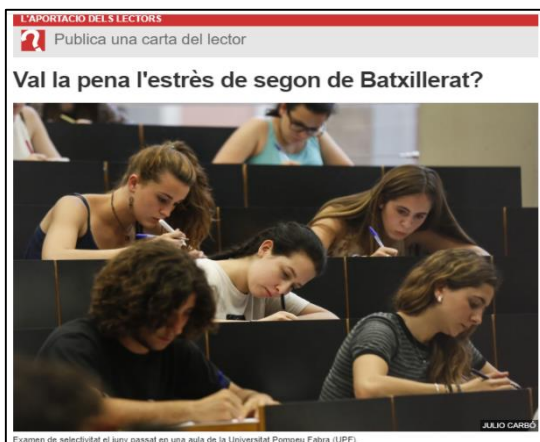 L'APORTACIÓ DELS LECTORS
Publica una carta del lector
Val la pena l'estrès de segon de Batxillerat?
JULIO CARBÓ
Examen de selectivitat el juny passat en una aula de la Universitat Pompeu Fabra (UPF)